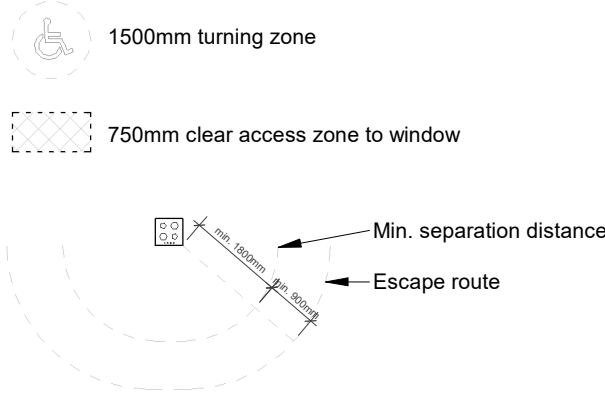 1500mm turning zone
750mm clear access zone to window
min. 1800mm
min. 900mm
Min. separation distance
Escape route